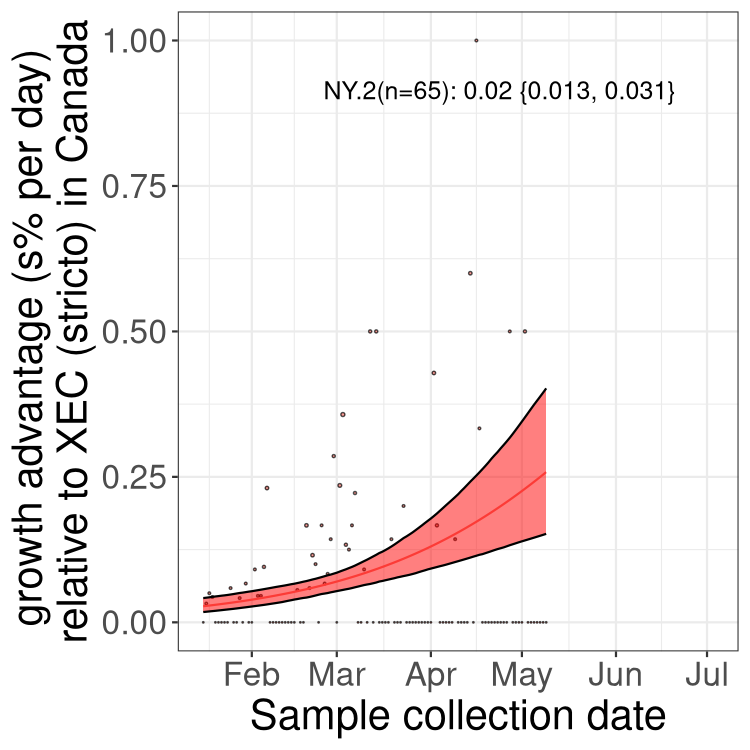 growth advantage (s% per day)
relative to XEC (stricto) in Canada
1.00
0.75
0.50
0.25
0.00
NY.2(n=65): 0.02 {0.013, 0.031}
Feb Mar Apr May Jun Jul
Sample collection date